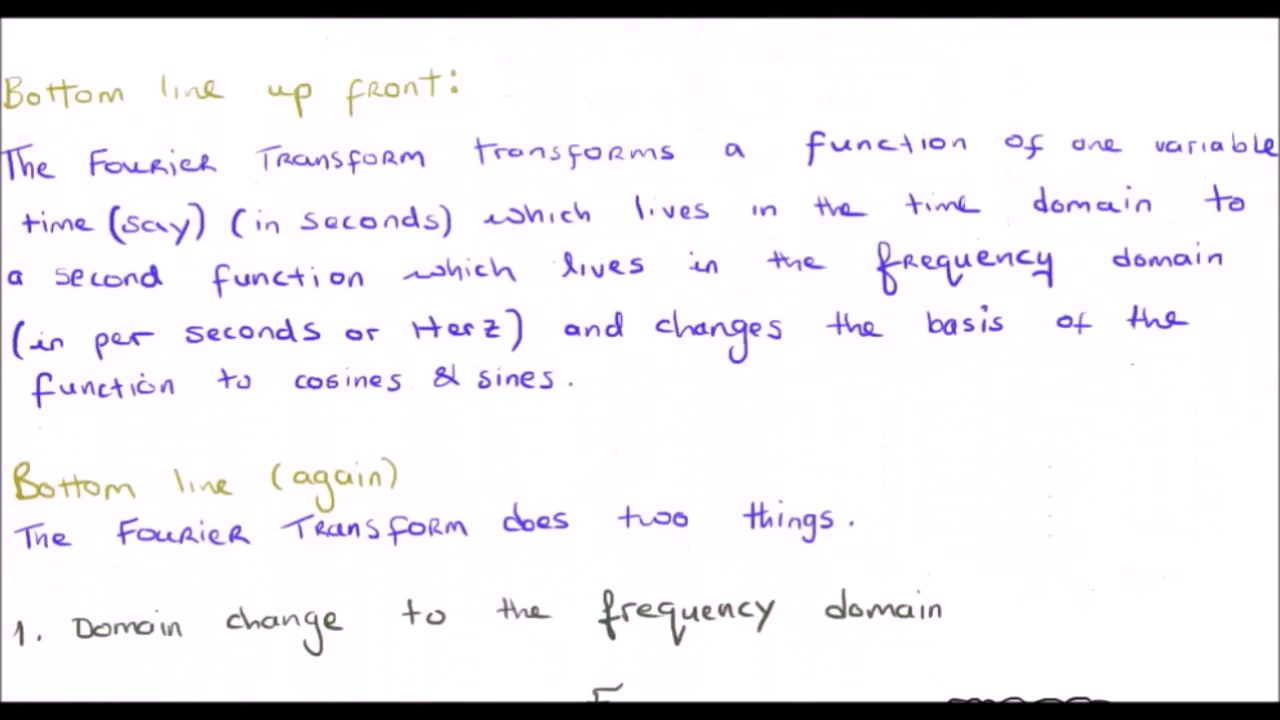 Bottom line up front:
The Fourier Transform transforms a function of one variable
time (say) (in seconds) which lives in the time domain to
a second function which lives in the frequency domain
(in per seconds or Herz) and changes the basis of the
function to cosines & sines.
Bottom line (again)
The Fourier Transform does two things.
1. Domain change to the frequency domain